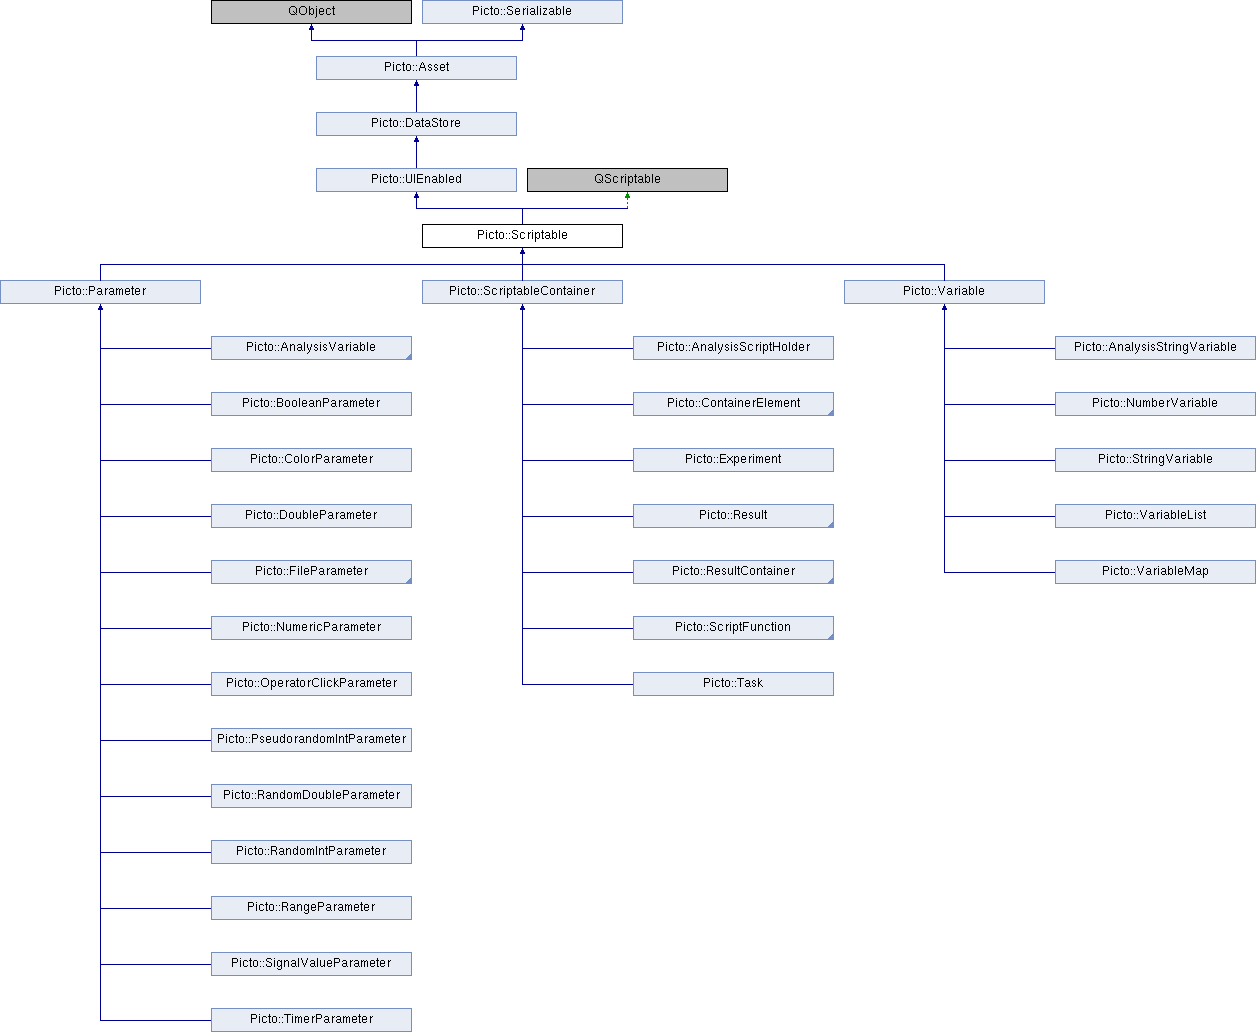 QObject
Picto::Serializable
Picto::Asset
Picto::DataStore
Picto::UIEnabled
QScriptable
Picto::Scriptable
Picto::Parameter
Picto::ScriptableContainer
Picto::Variable
Picto::AnalysisVariable
Picto::AnalysisScriptHolder
Picto::AnalysisStringVariable
Picto::BooleanParameter
Picto::ContainerElement
Picto::NumberVariable
Picto::ColorParameter
Picto::Experiment
Picto::StringVariable
Picto::DoubleParameter
Picto::Result
Picto::VariableList
Picto::FileParameter
Picto::ResultContainer
Picto::VariableMap
Picto::NumericParameter
Picto::ScriptFunction
Picto::OperatorClickParameter
Picto::Task
Picto::PseudorandomIntParameter
Picto::RandomDoubleParameter
Picto::RandomIntParameter
Picto::RangeParameter
Picto::SignalValueParameter
Picto::TimerParameter